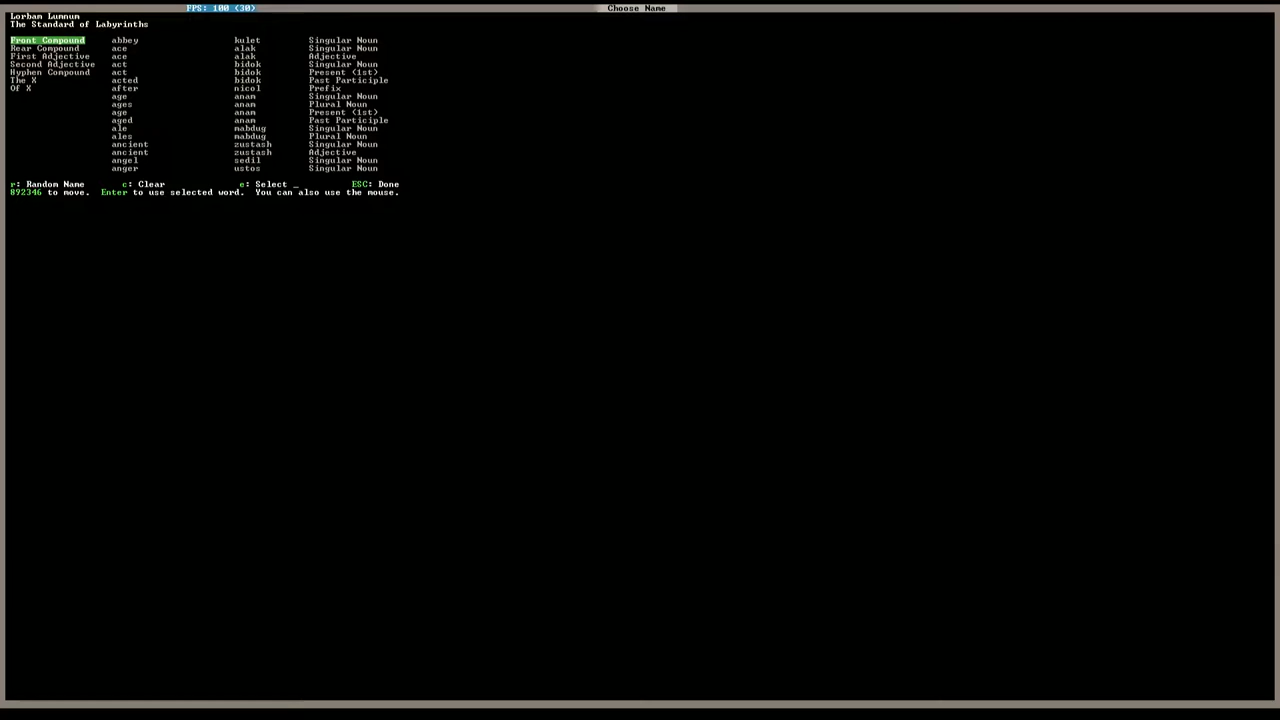 FPS: 100 (30) Choose Name
Lorbam Lumnum
The Standard of Labyrinths
Front Compound abbey kulet Singular Noun
Rear Compound ace alak Singular Noun
First Adjective ace alak Adjective
Second Adjective act bidok Singular Noun
Hyphen Compound act bidok Present (1st)
The X acted bidok Past Participle
Of X after nicol Prefix
age anam Singular Noun
ages anam Plural Noun
age anam Present (1st)
aged anam Past Participle
ale mabdug Singular Noun
ales mabdug Plural Noun
ancient zustash Singular Noun
ancient zustash Adjective
angel sedil Singular Noun
anger ustos Singular Noun
r: Random Name c: Clear e: Select _ ESC: Done
892346 to move. Enter to use selected word. You can also use the mouse.